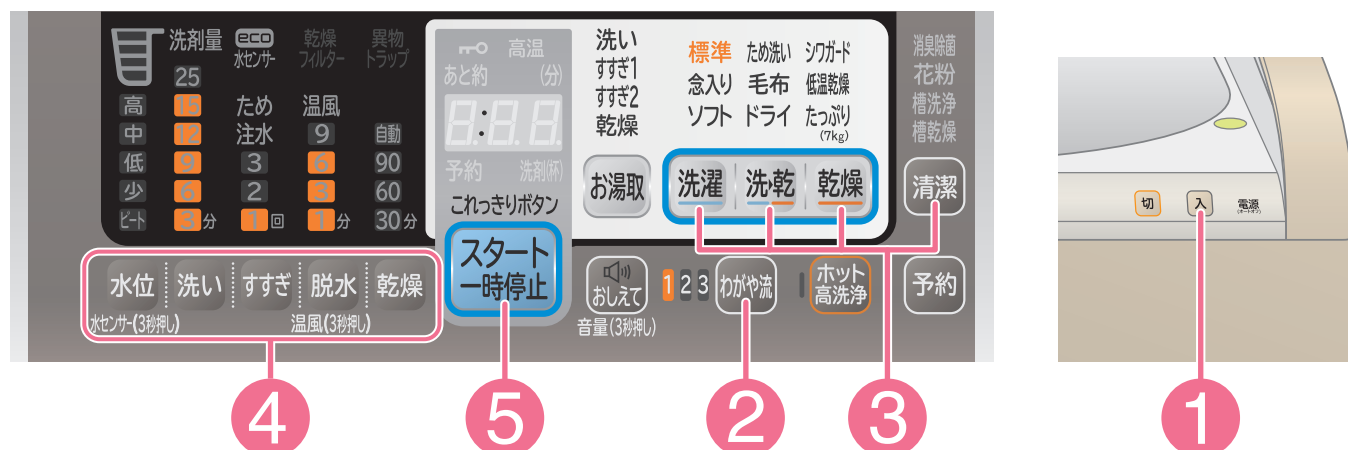 洗剤量
eco
水センサー
乾燥
フィルター
異物
トラップ
25
高 15 ため 温風
中 12 注水 9 自動
低 9 3 6 90
少 6 2 3 60
ビート 3分 1回 1分 30分
高温
あと約 (分)
8:8.8
予約 洗剤(杯)
これっきりボタン
スタート
一時停止
洗い
すすぎ1
すすぎ2
乾燥
標準 ため洗い シワガード
念入り 毛布 低温乾燥
ソフト ドライ たっぷり
(7kg)
消臭除菌
花粉
槽洗浄
槽乾燥
お湯取 洗濯 洗▸乾 乾燥 清潔
水位 洗い すすぎ 脱水 乾燥
水センサー(3秒押し) 温風(3秒押し)
おしえて
音量(3秒押し)
1 2 3 わがや流
ホット
高洗浄
予約
切 入 電源
(オートオフ)
4 5 2 3 1